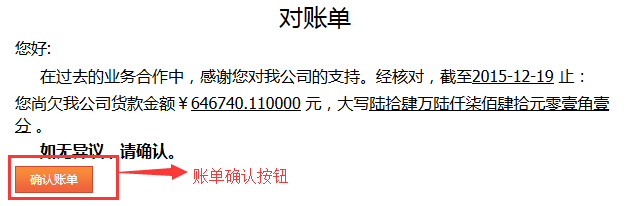 对账单
您好:
在过去的业务合作中，感谢您对我公司的支持。经核对，截至2015-12-19 止：
您尚欠我公司货款金额￥646740.110000 元，大写陆拾肆万陆仟柒佰肆拾元零壹角壹
分 。
如无异议，请确认。
确认账单
账单确认按钮